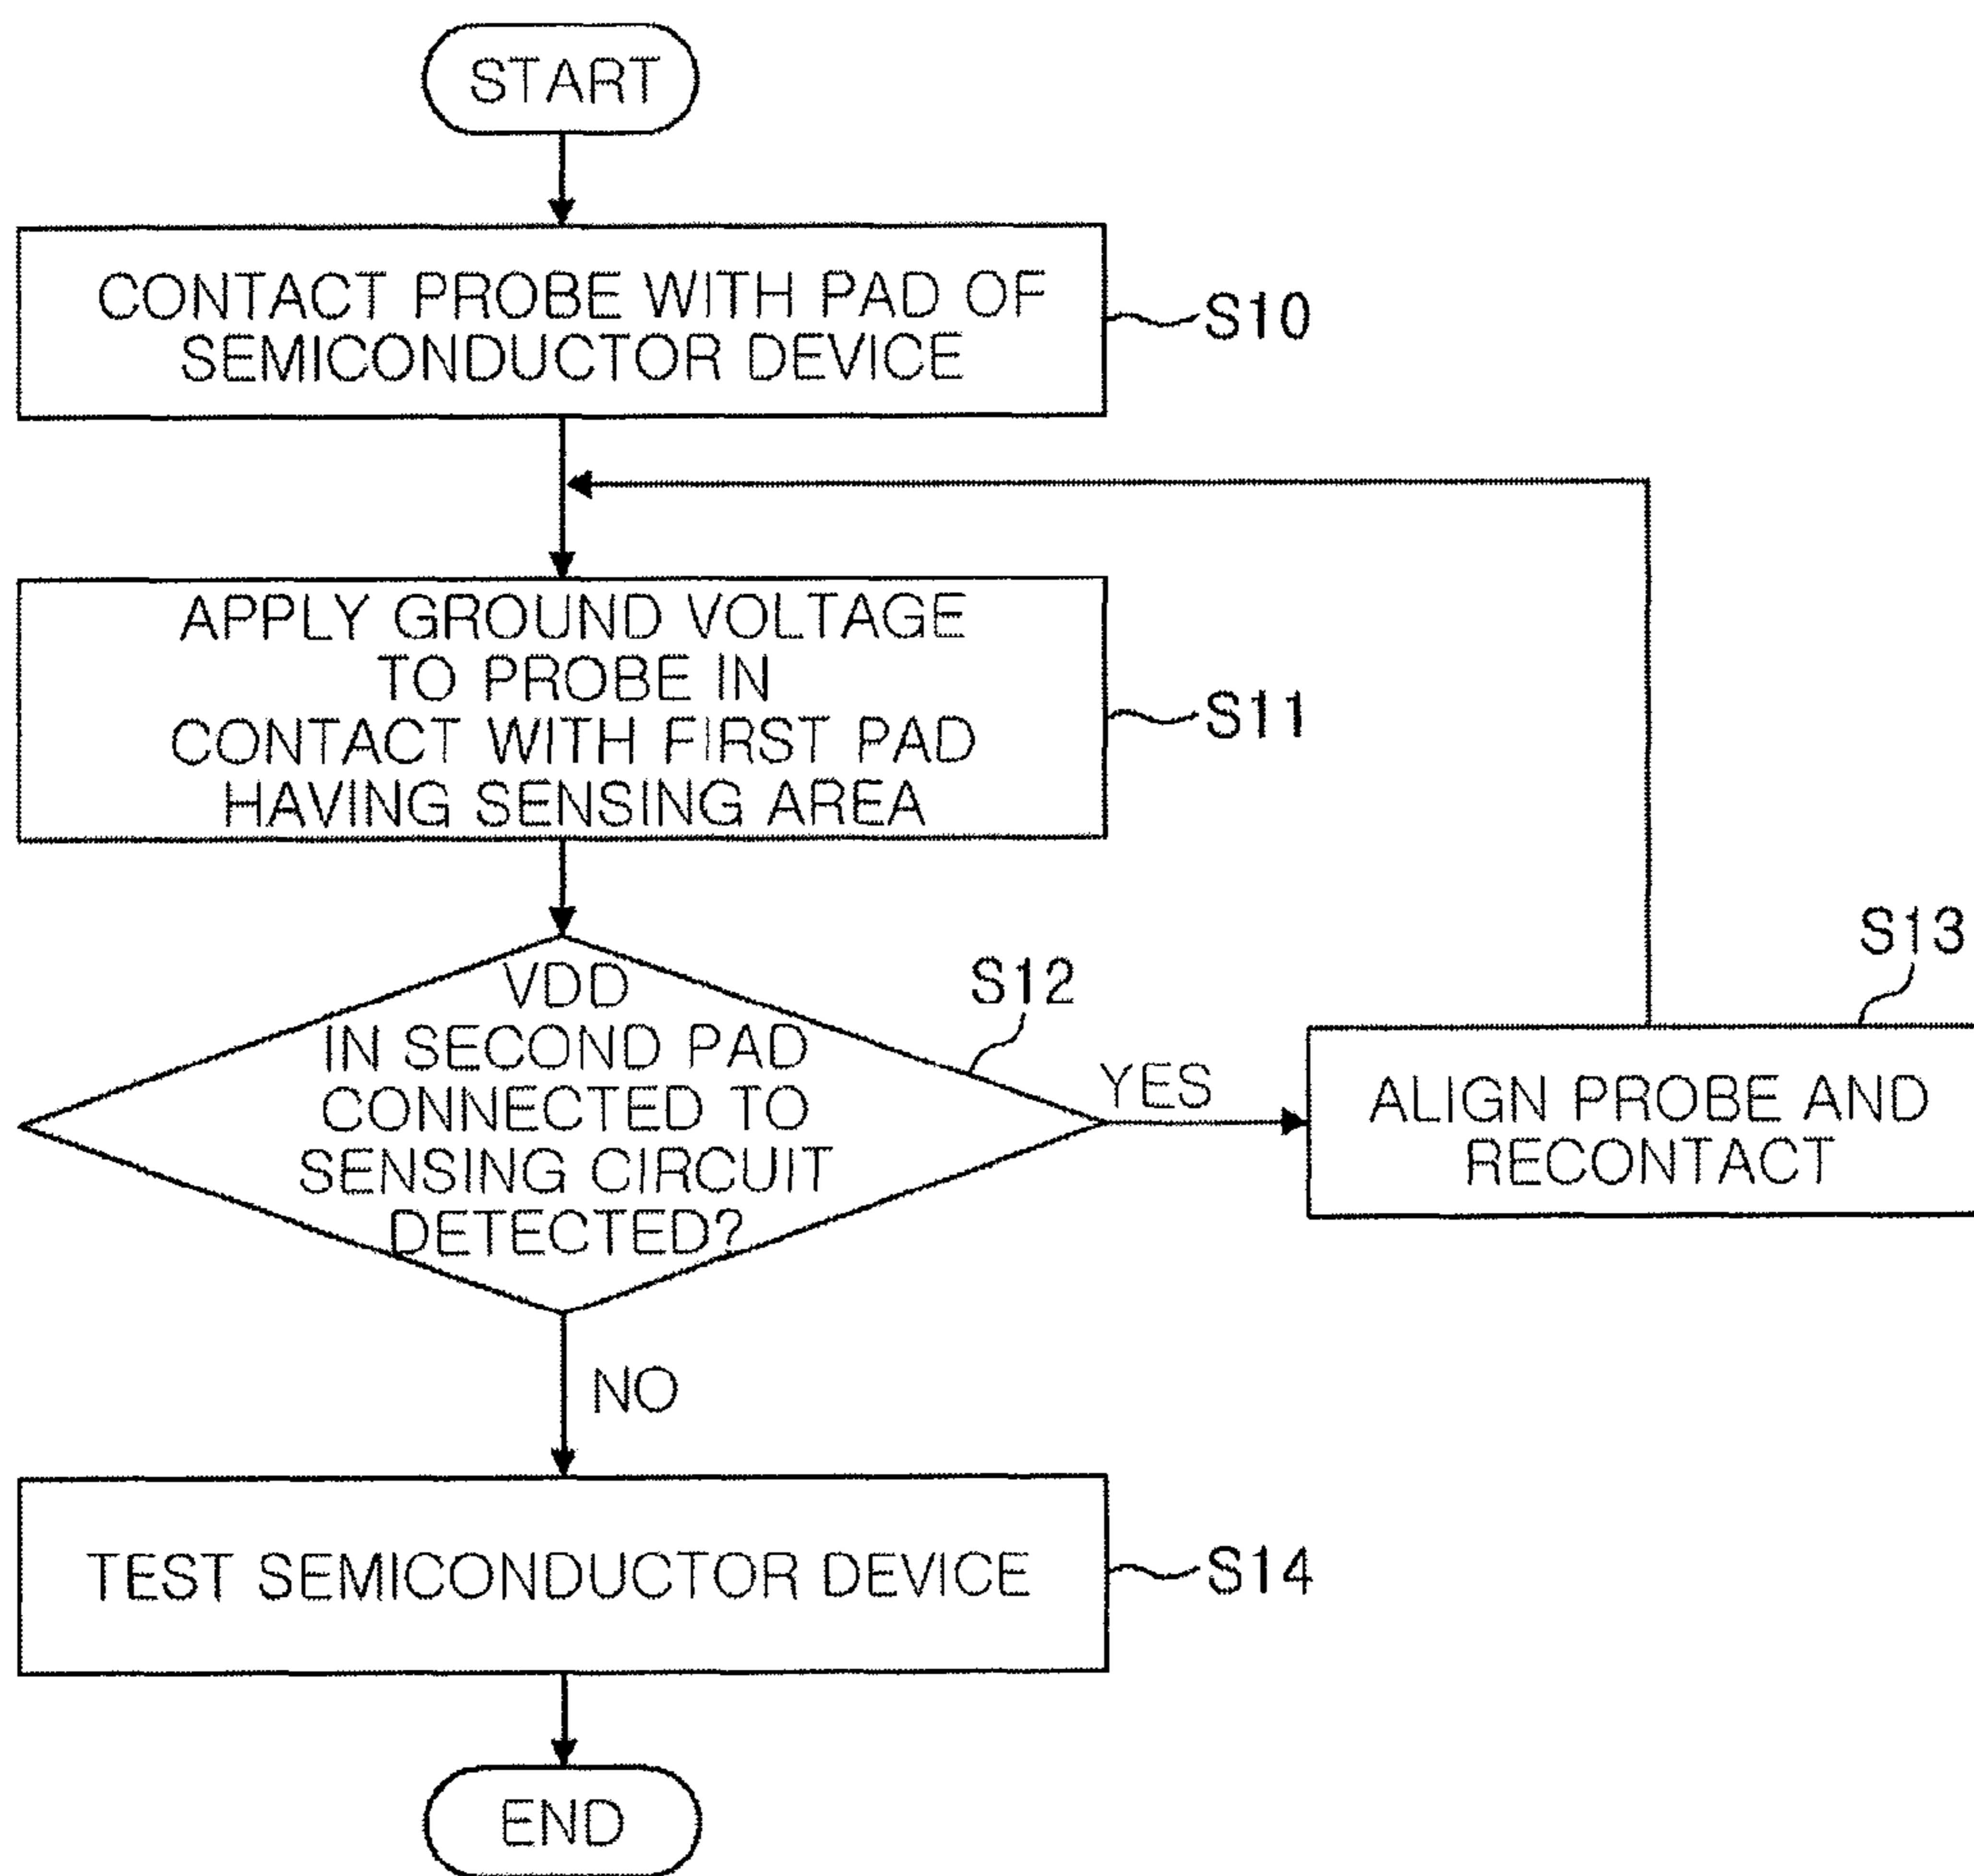 START
CONTACT PROBE WITH PAD OF
SEMICONDUCTOR DEVICE
S10
APPLY GROUND VOLTAGE
TO PROBE IN
CONTACT WITH FIRST PAD
HAVING SENSING AREA
S11
VDD
IN SECOND PAD
CONNECTED TO
SENSING CIRCUIT
DETECTED?
S12
YES
S13
ALIGN PROBE AND
RECONTACT
NO
TEST SEMICONDUCTOR DEVICE
S14
END